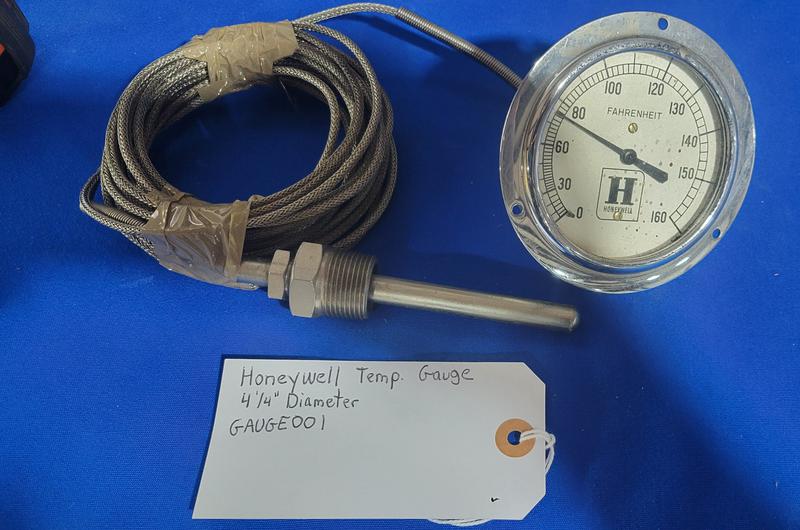 100
120
80
FAHRENHEIT
130
60
140
30
150
H
HONEYWELL
0
160
Honeywell Temp. Gauge
4 1/4" Diameter
GAUGE001